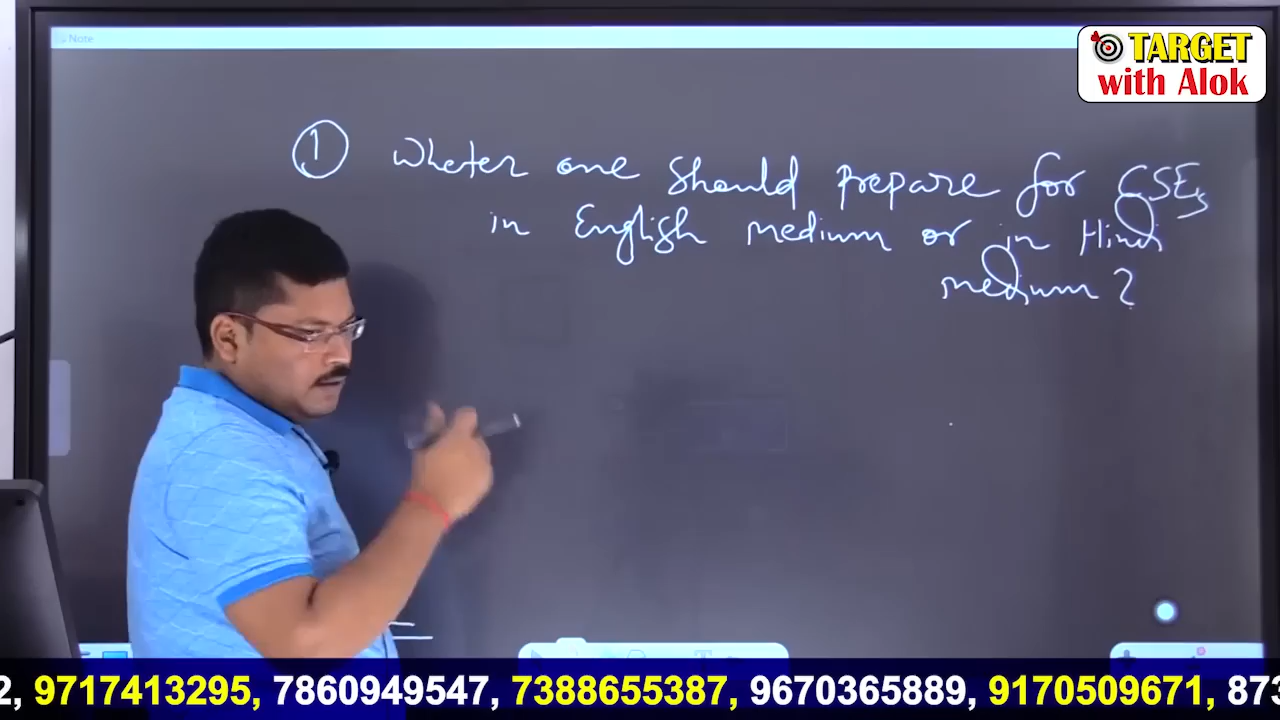 Note
TARGET
with Alok
1 Wheter one should prepare for CSEs
in English medium or in Hindi
medium?
2, 9717413295, 7860949547, 7388655387, 9670365889, 9170509671, 873